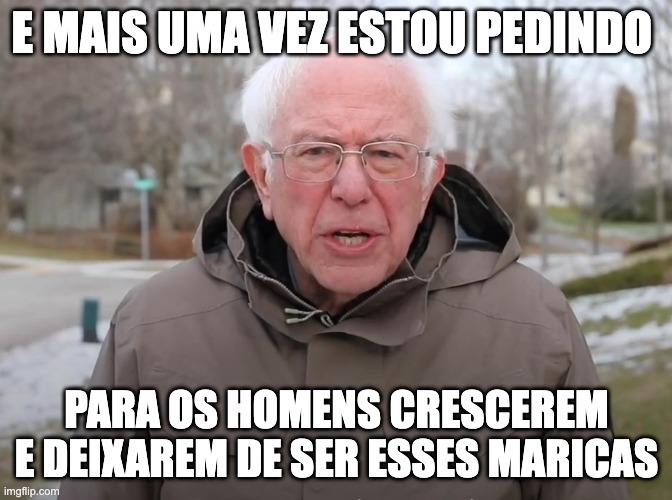 E MAIS UMA VEZ ESTOU PEDINDO
PARA OS HOMENS CRESCEREM
E DEIXAREM DE SER ESSES MARICAS
imgflip.com